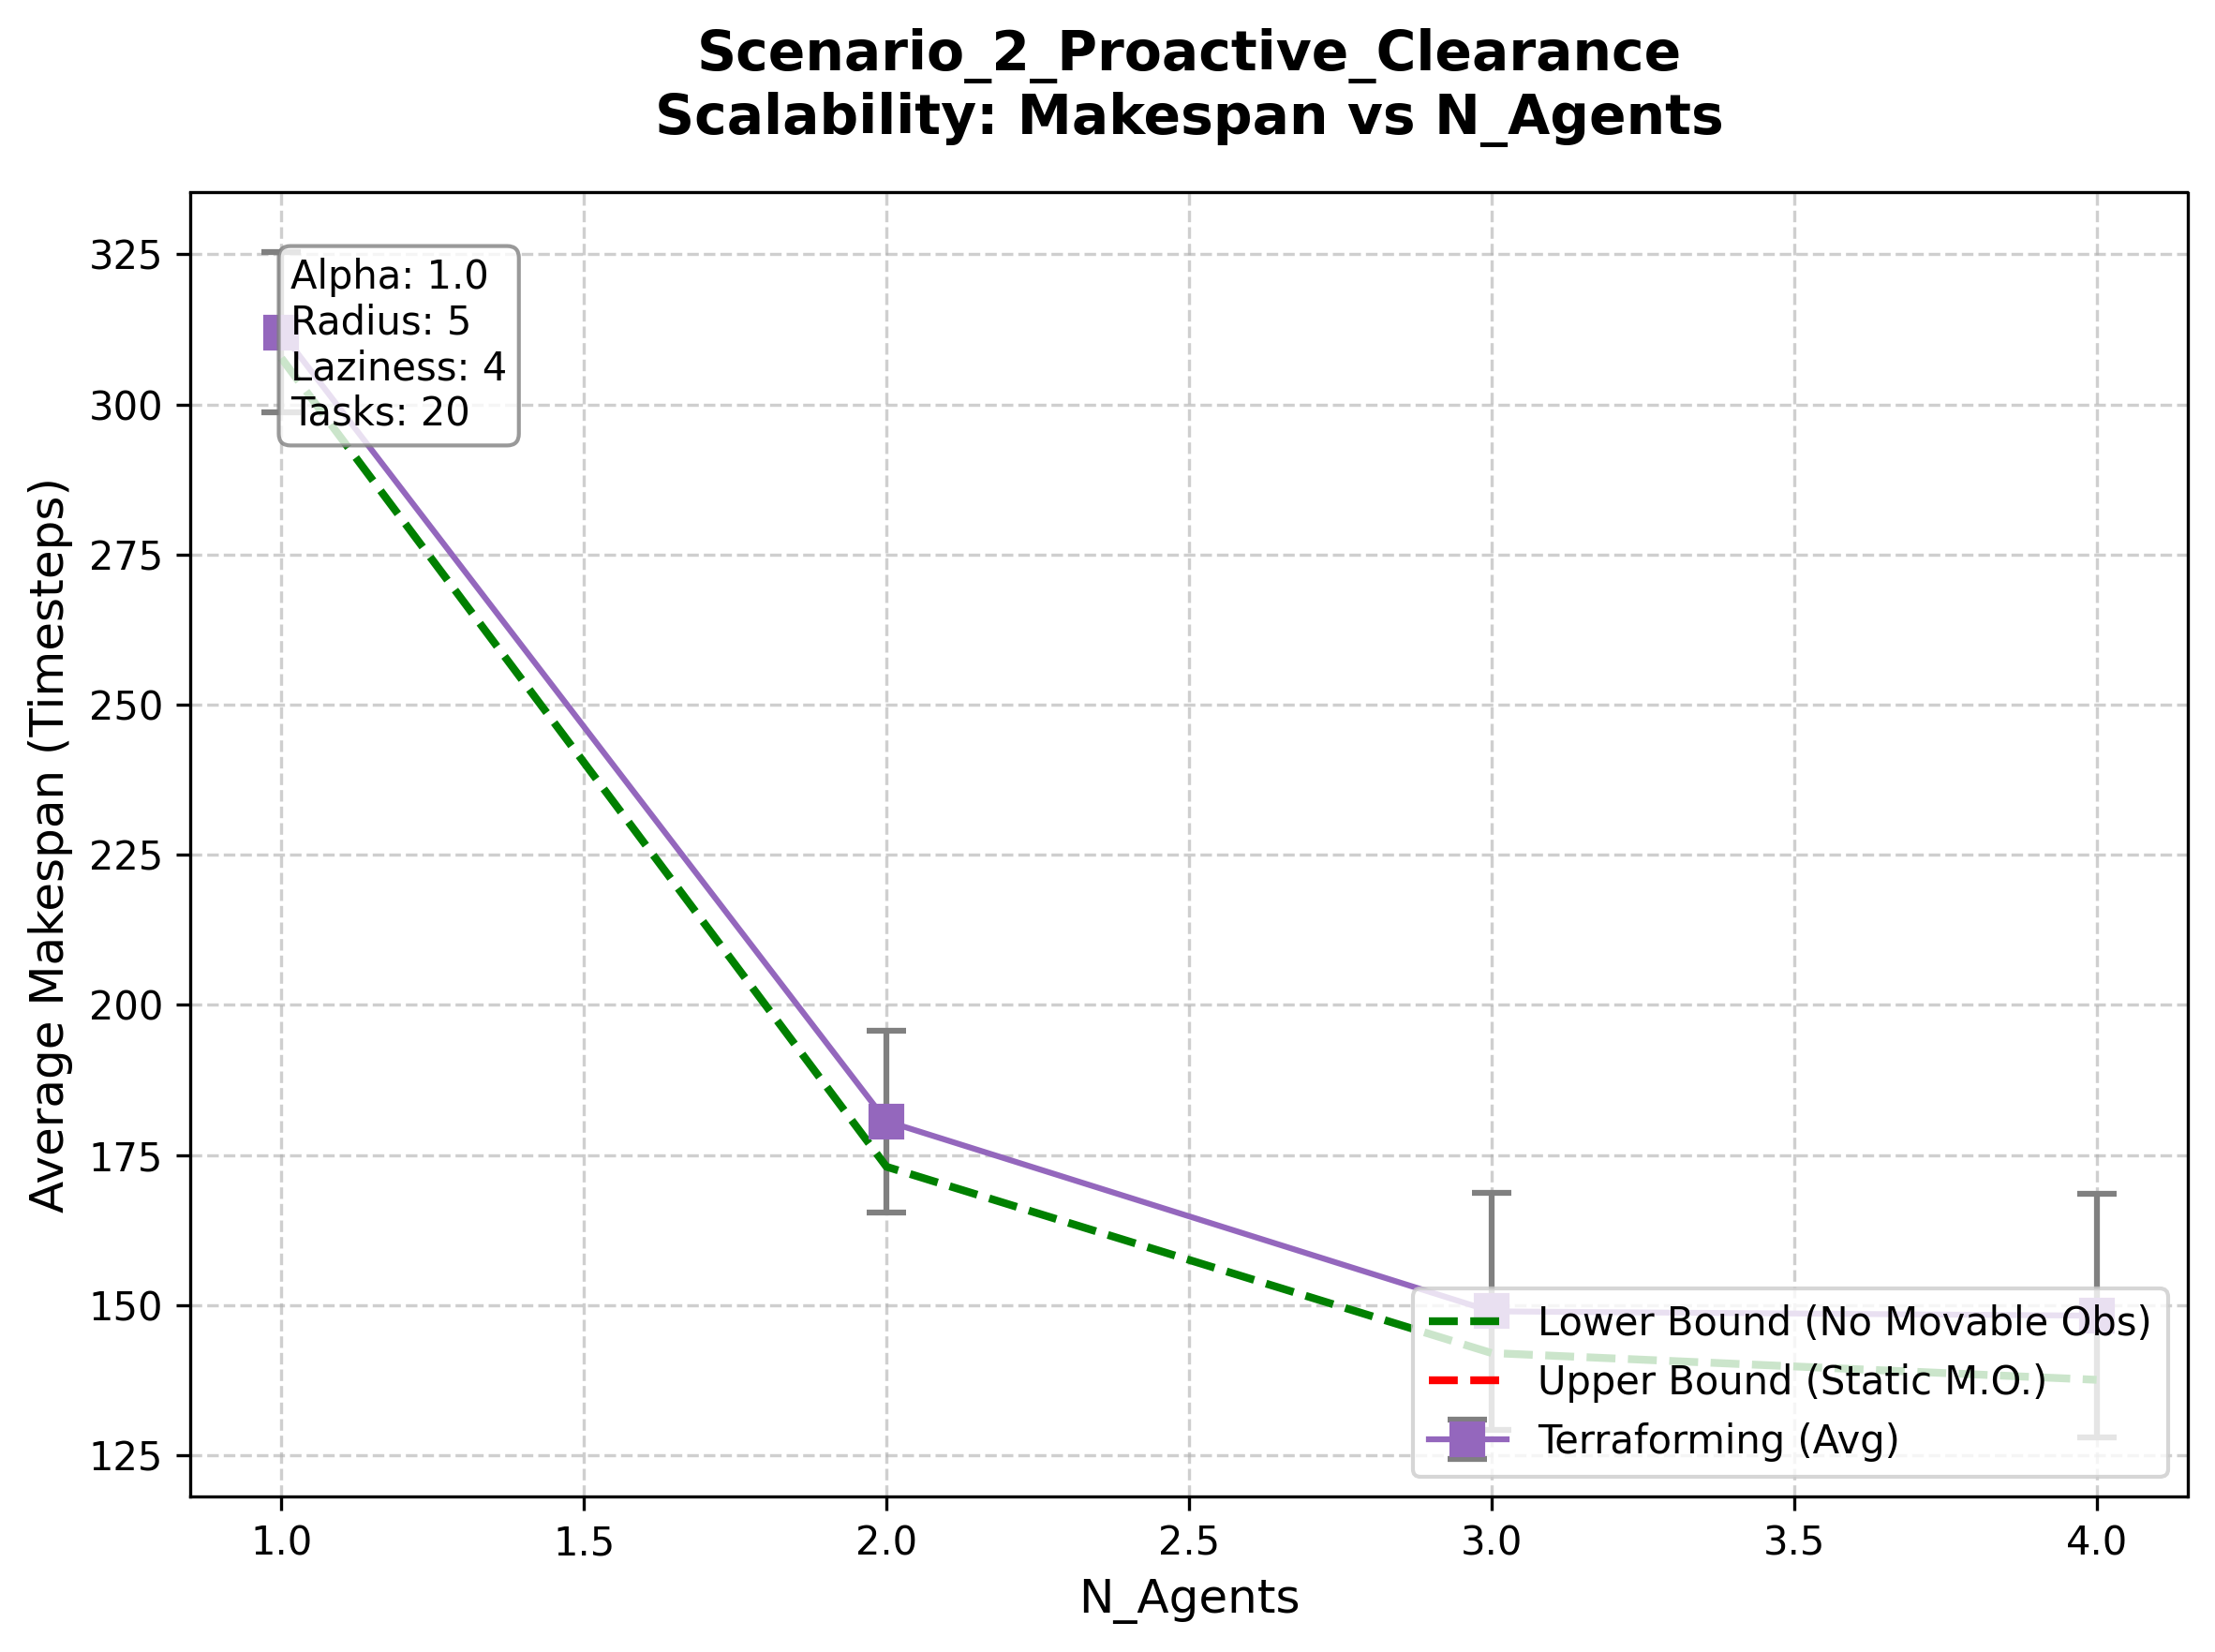 Scenario_2_Proactive_Clearance
Scalability: Makespan vs N_Agents
Average Makespan (Timesteps)
325
300
275
250
225
200
175
150
125
Alpha: 1.0
Radius: 5
Laziness: 4
Tasks: 20
Lower Bound (No Movable Obs)
Upper Bound (Static M.O.)
Terraforming (Avg)
1.0 1.5 2.0 2.5 3.0 3.5 4.0
N_Agents